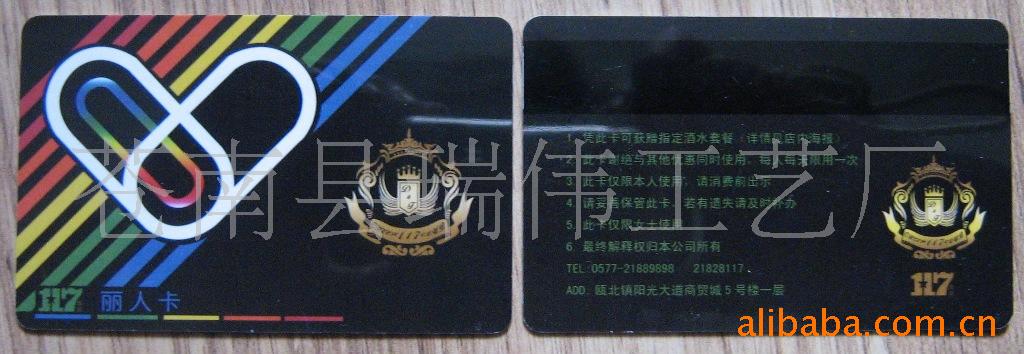 苍南县瑞伟工艺厂
117 丽人卡
1、凭此卡可获赠指定酒水套餐（详情见店内海报）
2、此卡谢绝与其他优惠同时使用，每人每天限用一次
3、此卡仅限本人使用，请消费前出示
4、请妥善保管此卡，若有遗失请及时补办
5、此卡仅限女士使用
6、最终解释权归本公司所有
TEL:0577-21889898 21828117
ADD:瓯北镇阳光大道商贸城5号楼一层
117
alibaba.com.cn